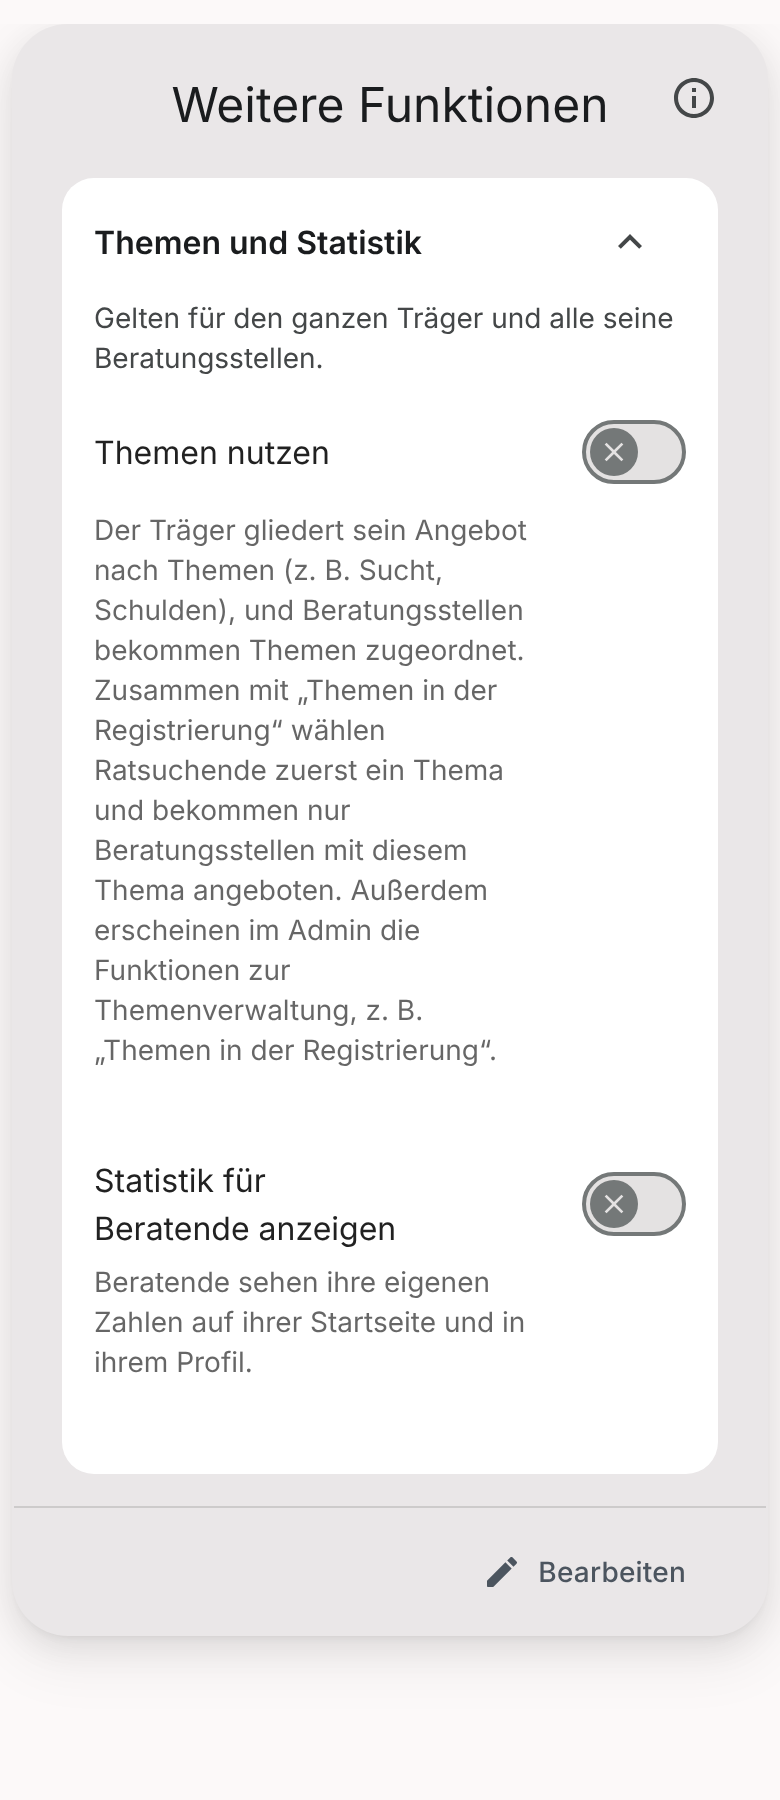 Weitere Funktionen
Themen und Statistik
Gelten für den ganzen Träger und alle seine
Beratungsstellen.
Themen nutzen
Der Träger gliedert sein Angebot
nach Themen (z. B. Sucht,
Schulden), und Beratungsstellen
bekommen Themen zugeordnet.
Zusammen mit „Themen in der
Registrierung“ wählen
Ratsuchende zuerst ein Thema
und bekommen nur
Beratungsstellen mit diesem
Thema angeboten. Außerdem
erscheinen im Admin die
Funktionen zur
Themenverwaltung, z. B.
„Themen in der Registrierung“.
Statistik für
Beratende anzeigen
Beratende sehen ihre eigenen
Zahlen auf ihrer Startseite und in
ihrem Profil.
Bearbeiten